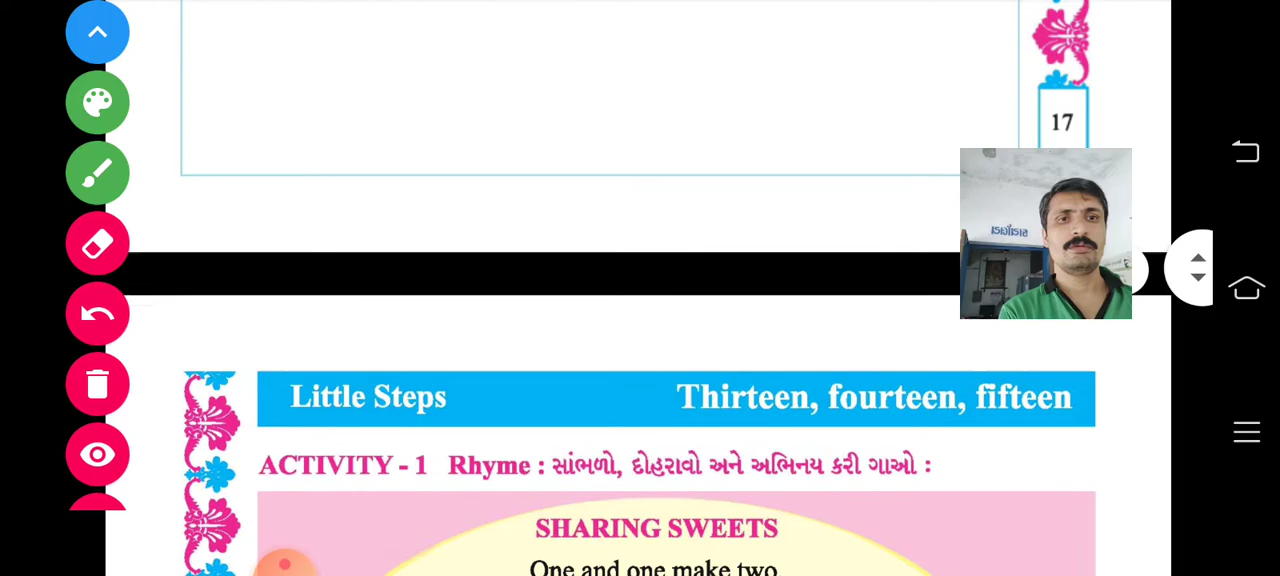 17
કાર્યાલય
Little Steps Thirteen, fourteen, fifteen
ACTIVITY - 1 Rhyme : સાંભળો, દોહરાવો અને અભિનય કરી ગાઓ :
SHARING SWEETS
One and one make two